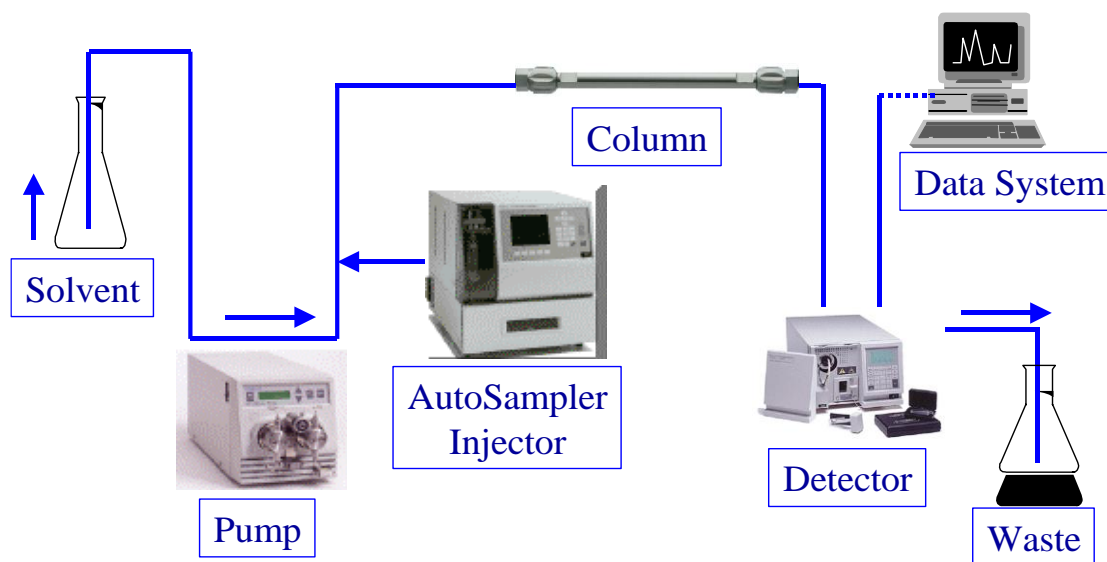 Column
Data System
Solvent
AutoSampler
Injector
Pump
Detector
Waste